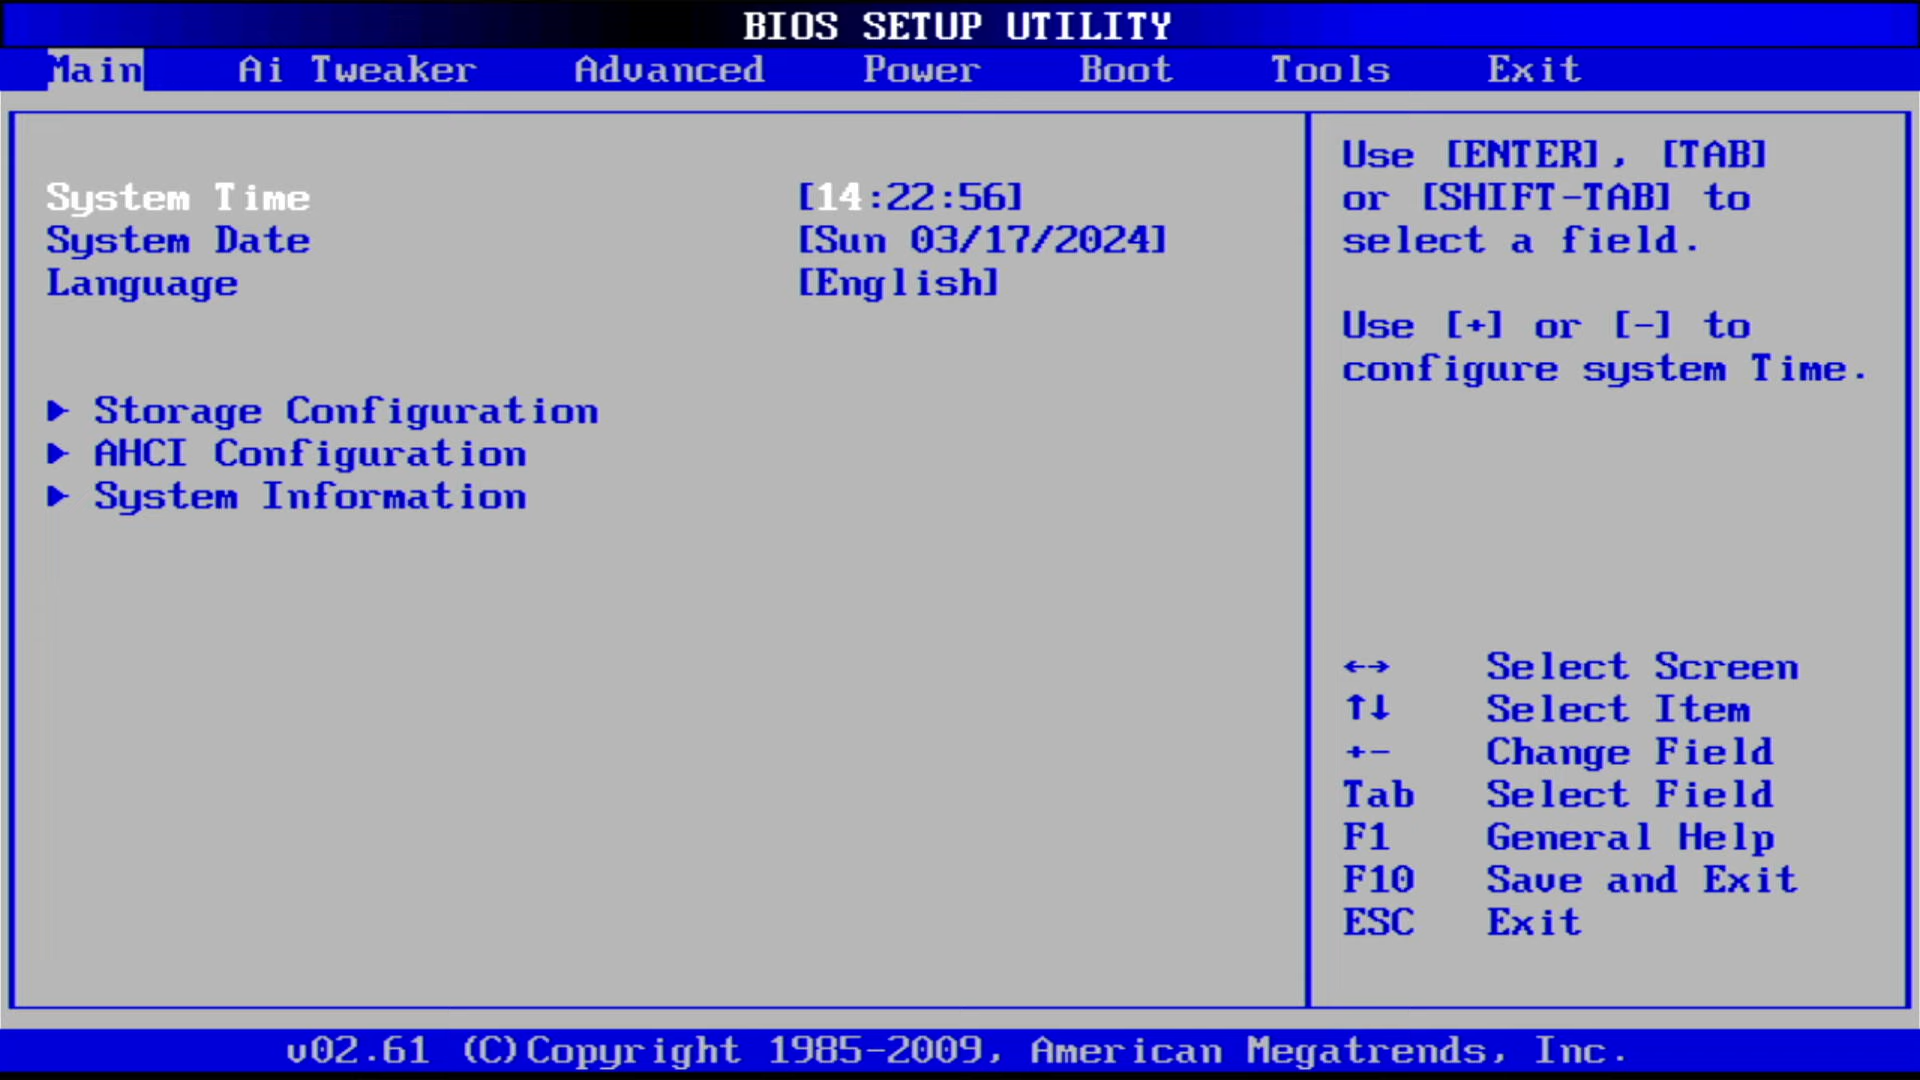 BIOS SETUP UTILITY
Main Ai Tweaker Advanced Power Boot Tools Exit
System Time [14:22:56]
System Date [Sun 03/17/2024]
Language [English]
▶ Storage Configuration
▶ AHCI Configuration
▶ System Information
Use [ENTER], [TAB]
or [SHIFT-TAB] to
select a field.
Use [+] or [-] to
configure system Time.
←→ Select Screen
↑↓ Select Item
+- Change Field
Tab Select Field
F1 General Help
F10 Save and Exit
ESC Exit
v02.61 (C)Copyright 1985-2009, American Megatrends, Inc.